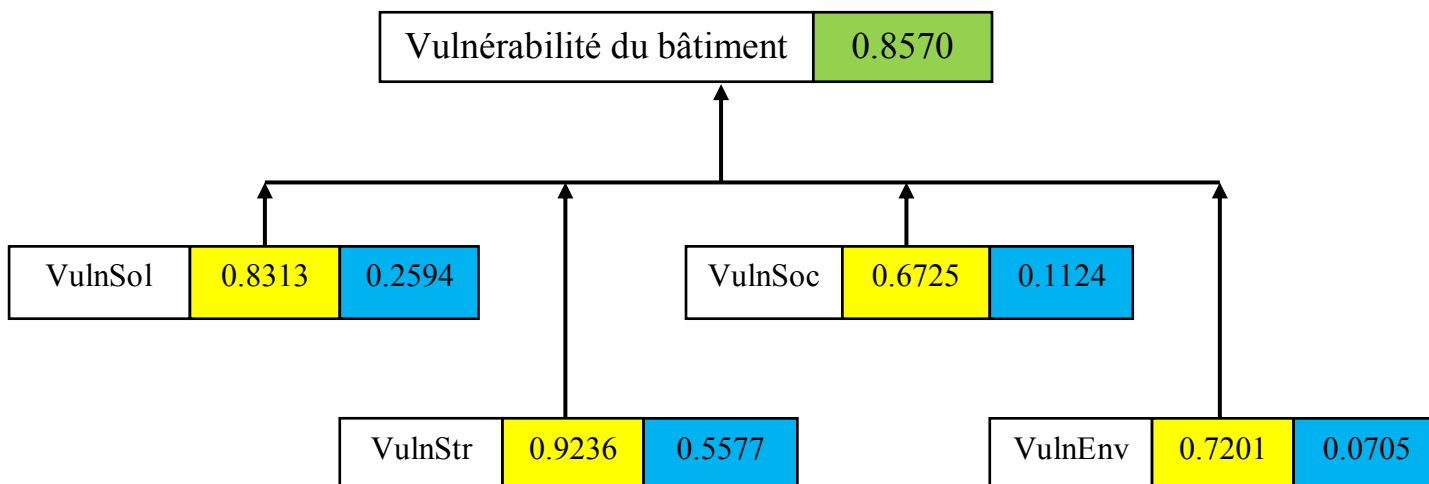 Vulnérabilité du bâtiment 0.8570
VulnSol 0.8313 0.2594
VulnSoc 0.6725 0.1124
VulnStr 0.9236 0.5577
VulnEnv 0.7201 0.0705